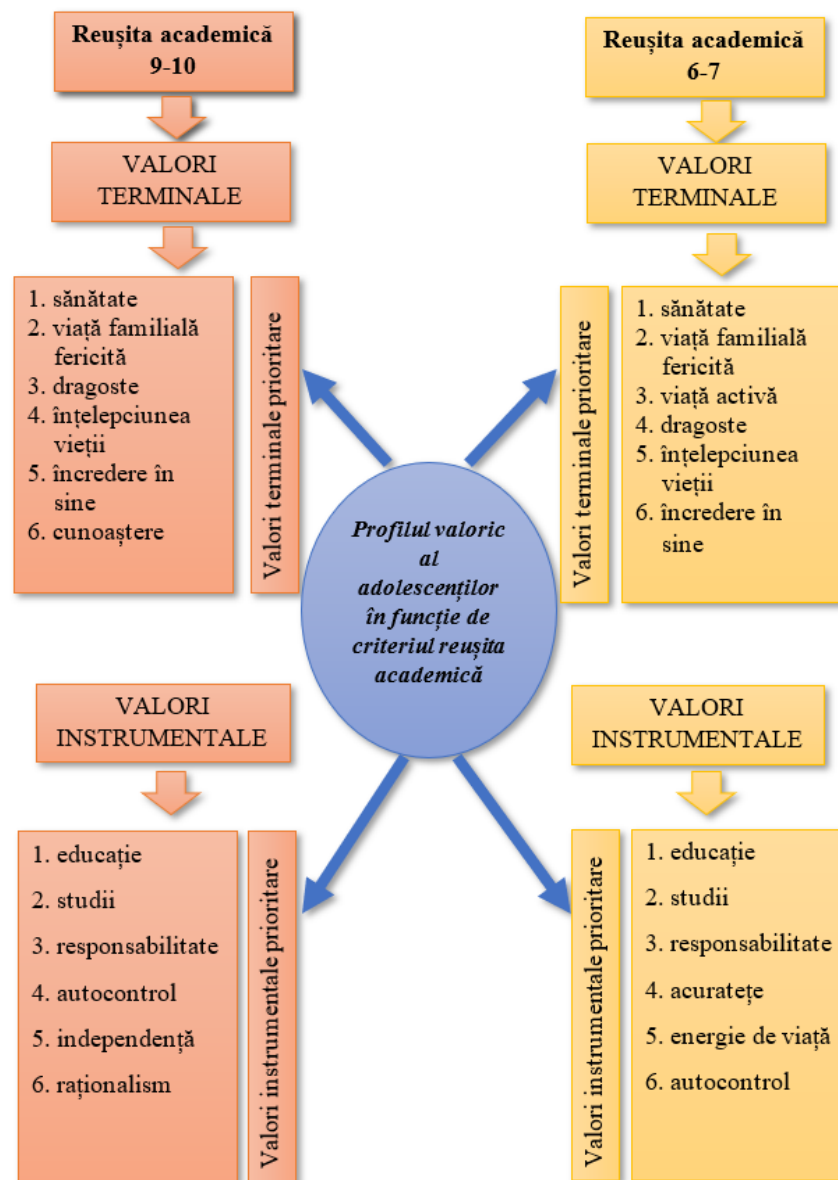 Reușita academică
9-10
VALORI
TERMINALE
1. sănătate
2. viață familială
fericită
3. dragoste
4. înțelepciunea
vieții
5. încredere în
sine
6. cunoaștere
Valori terminale prioritare
Reușita academică
6-7
VALORI
TERMINALE
Valori terminale prioritare
1. sănătate
2. viață familială
fericită
3. viață activă
4. dragoste
5. înțelepciunea
vieții
6. încredere în
sine
Profilul valoric
al
adolescenților
în funcție de
criteriul reușita
academică
VALORI
INSTRUMENTALE
1. educație
2. studii
3. responsabilitate
4. autocontrol
5. independență
6. raționalism
Valori instrumentale prioritare
VALORI
INSTRUMENTALE
Valori instrumentale prioritare
1. educație
2. studii
3. responsabilitate
4. acuratețe
5. energie de viață
6. autocontrol